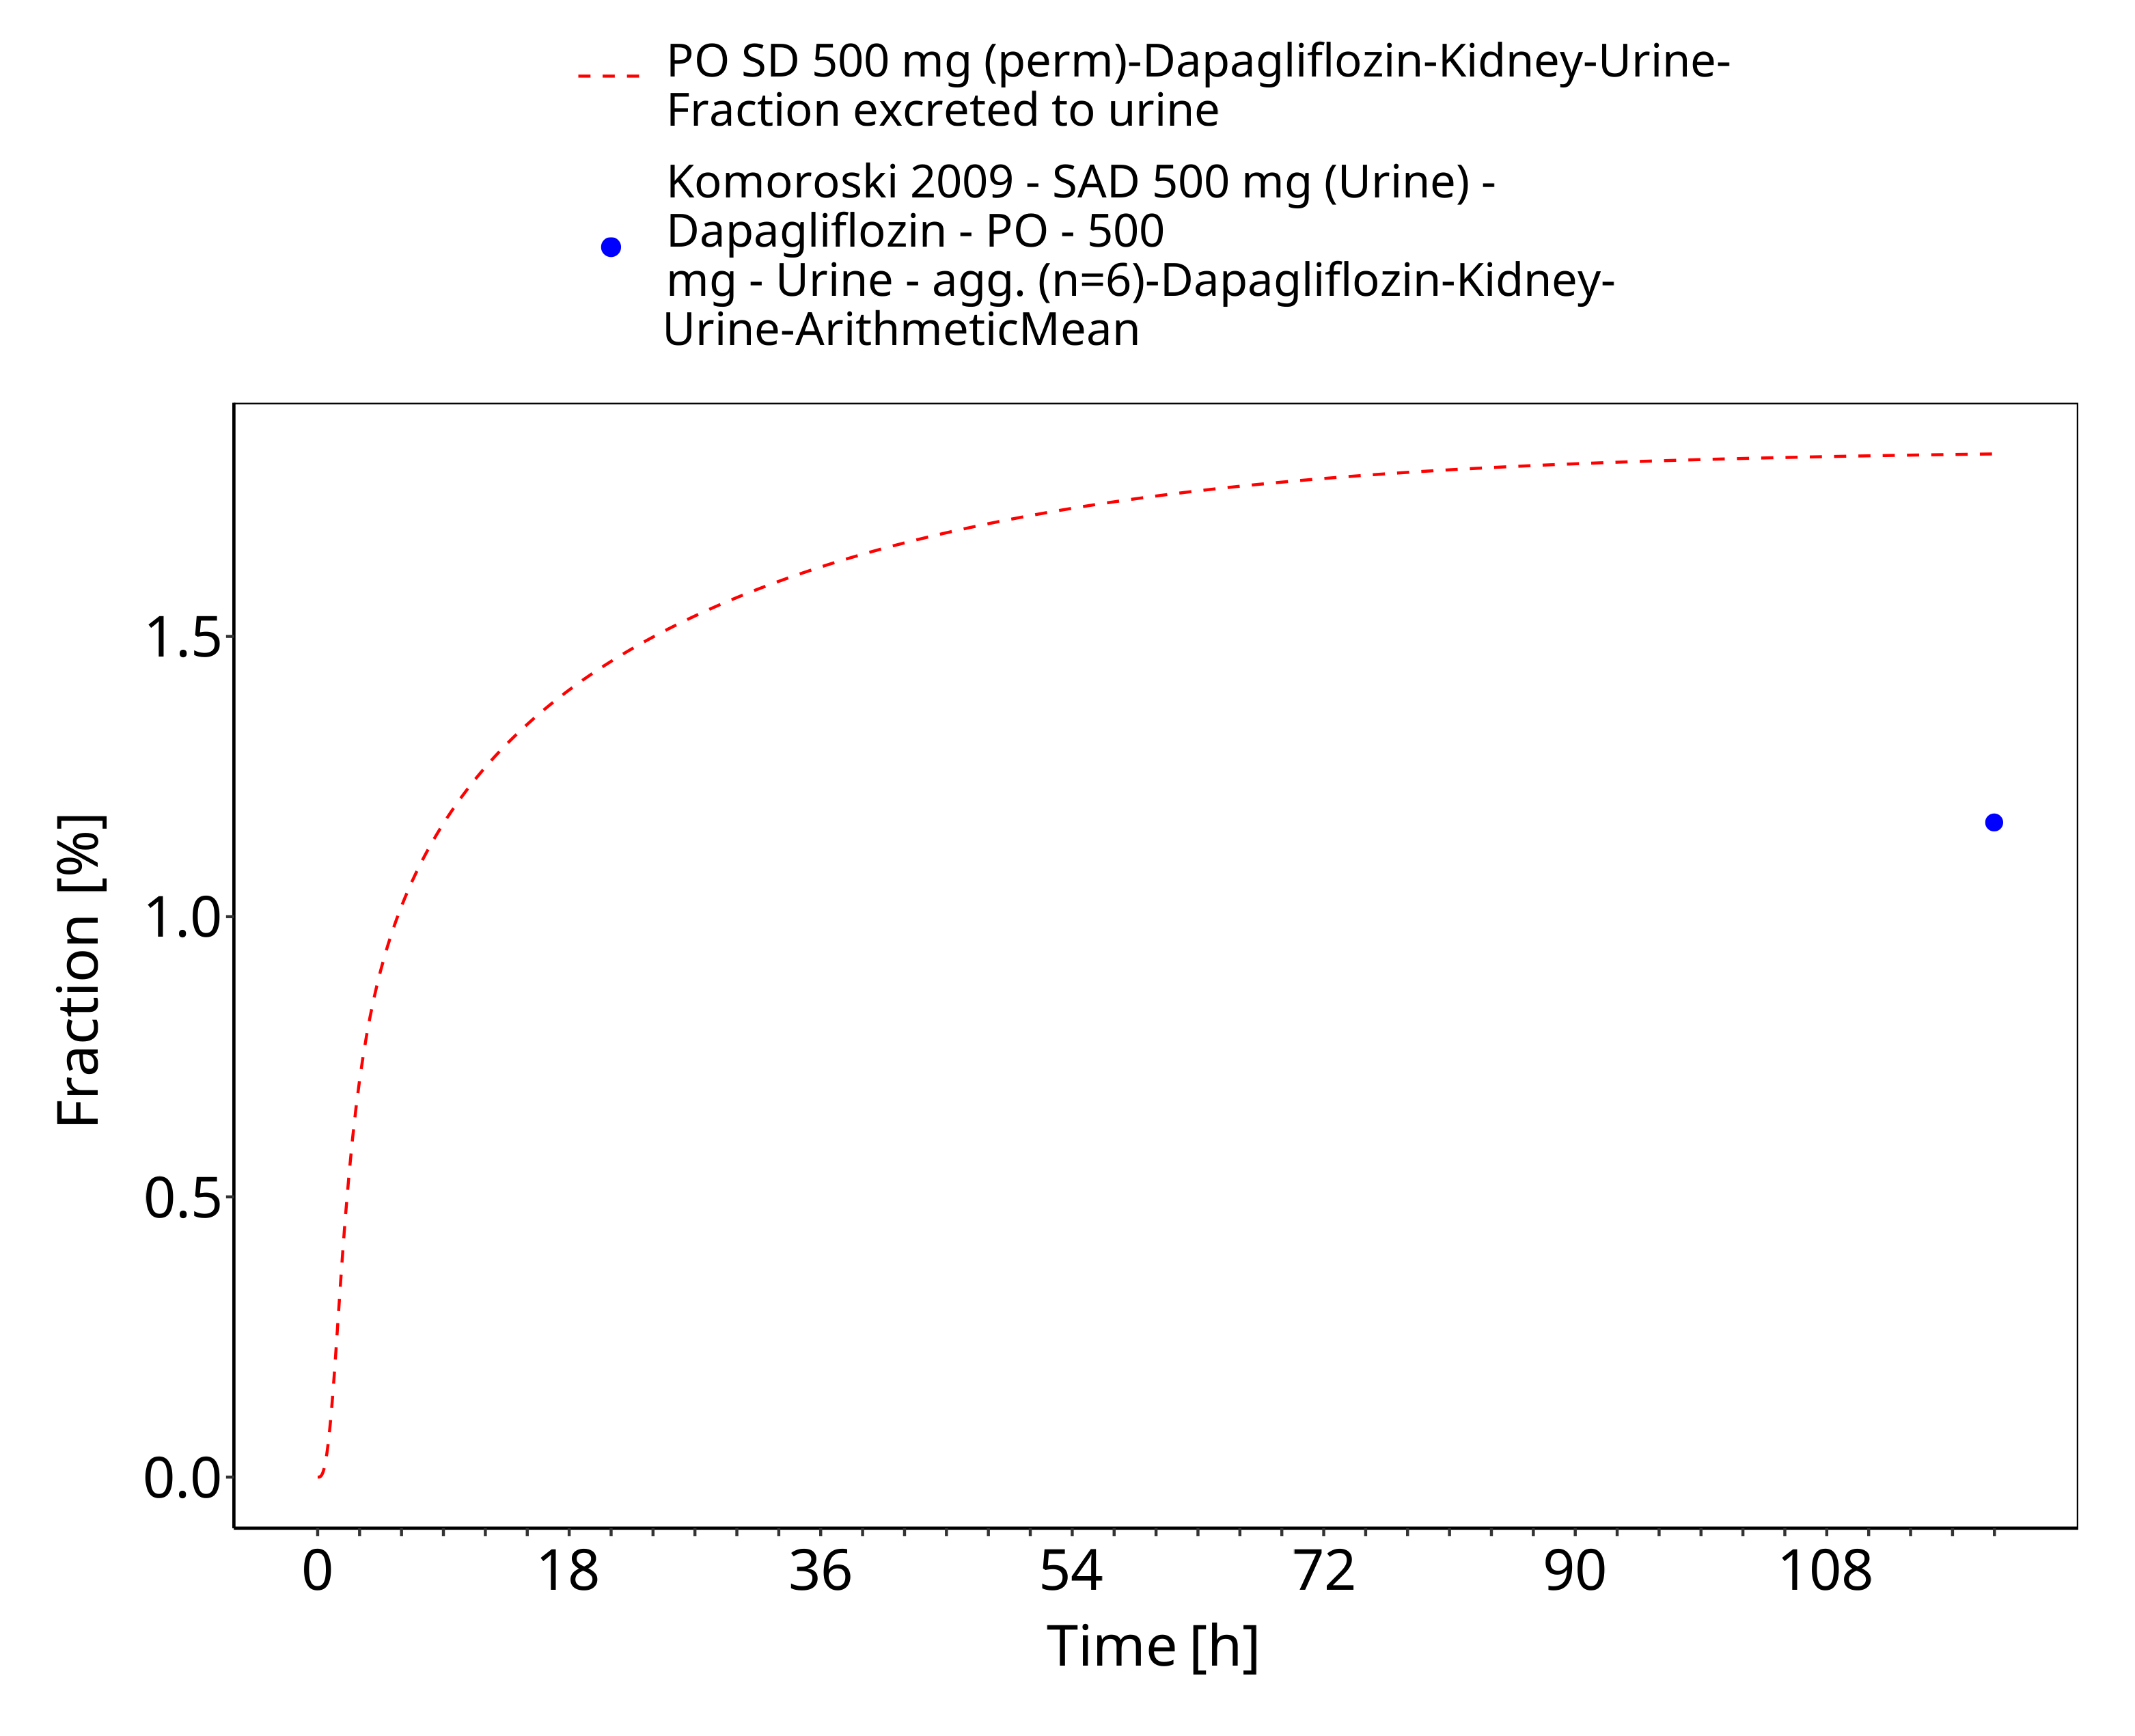 PO SD 500 mg (perm)-Dapagliflozin-Kidney-Urine-
Fraction excreted to urine
Komoroski 2009 - SAD 500 mg (Urine) -
Dapagliflozin - PO - 500
mg - Urine - agg. (n=6)-Dapagliflozin-Kidney-
Urine-ArithmeticMean
Fraction [%]
1.5
1.0
0.5
0.0
0 18 36 54 72 90 108
Time [h]